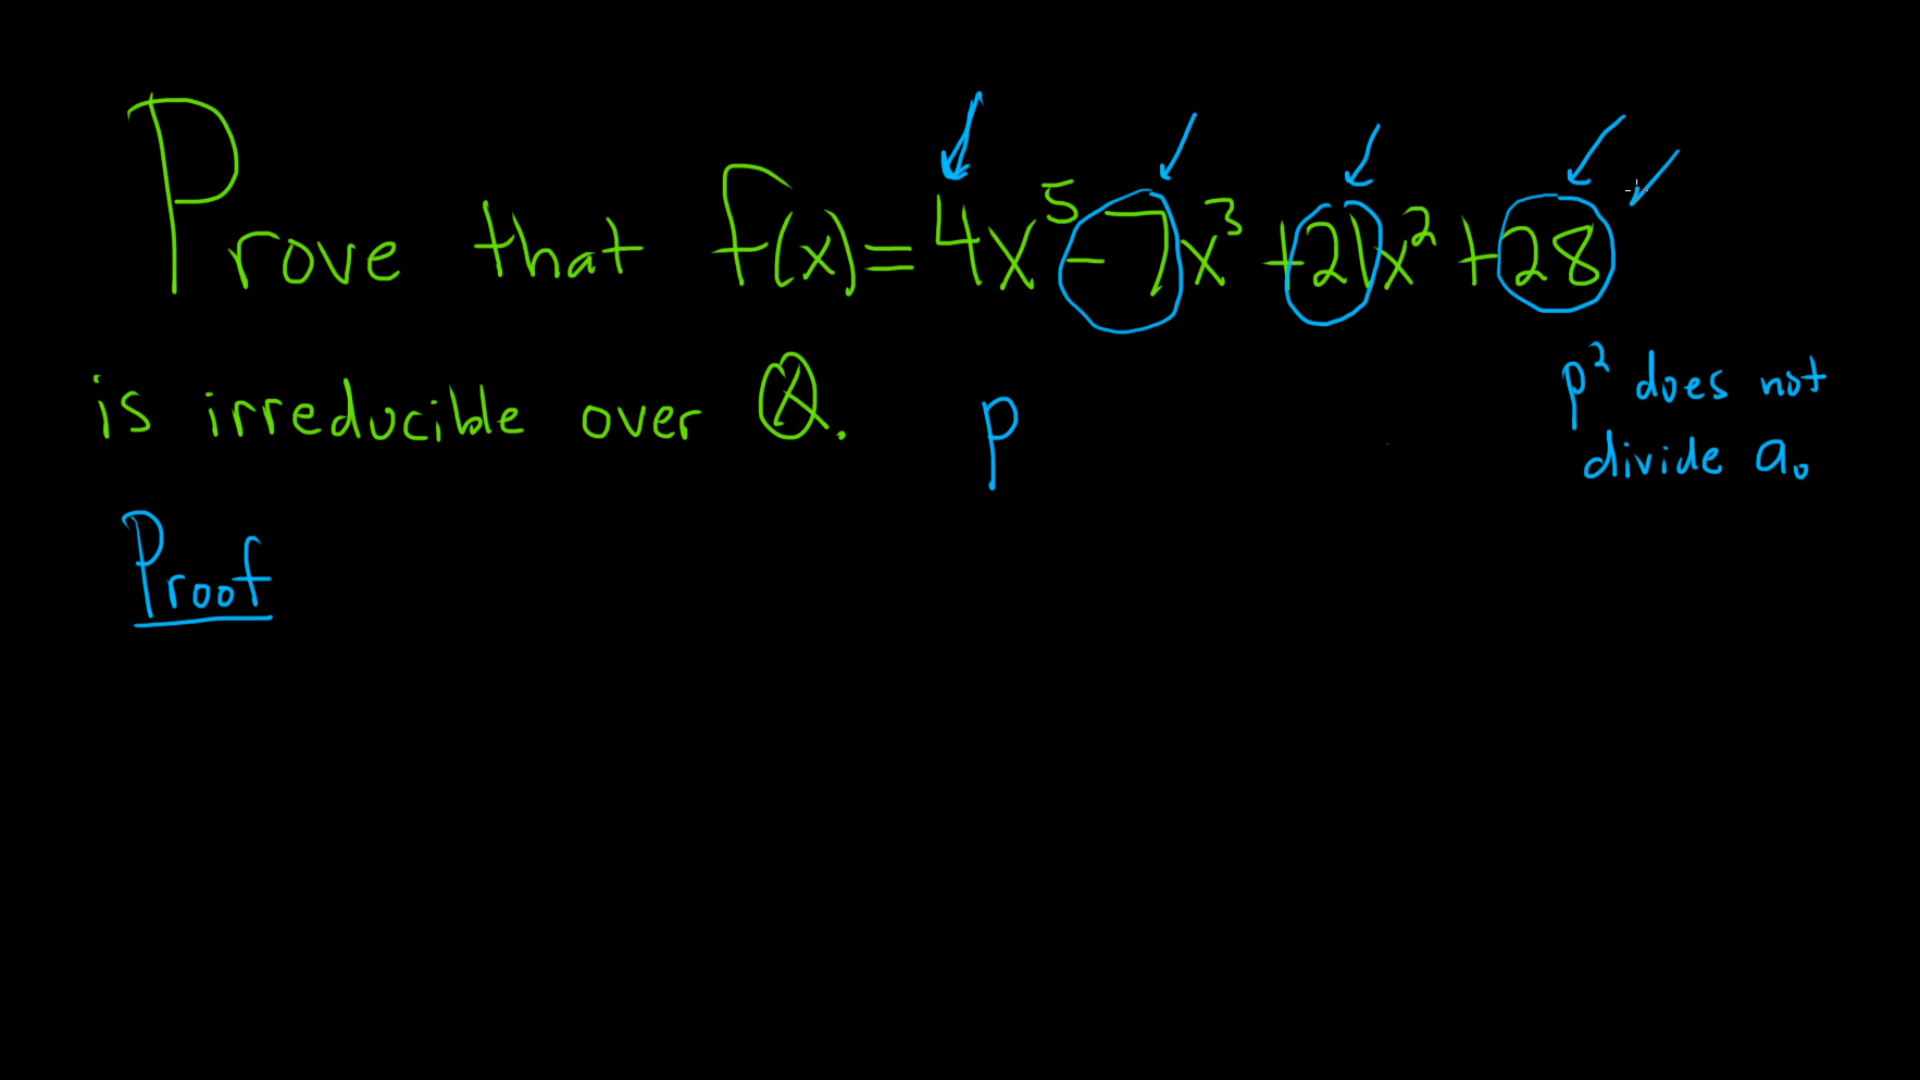 Prove that f(x) = 4x⁵ - 7x³ + 21x² + 28
is irreducible over ℚ.
p
p² does not
divide a₀
Proof